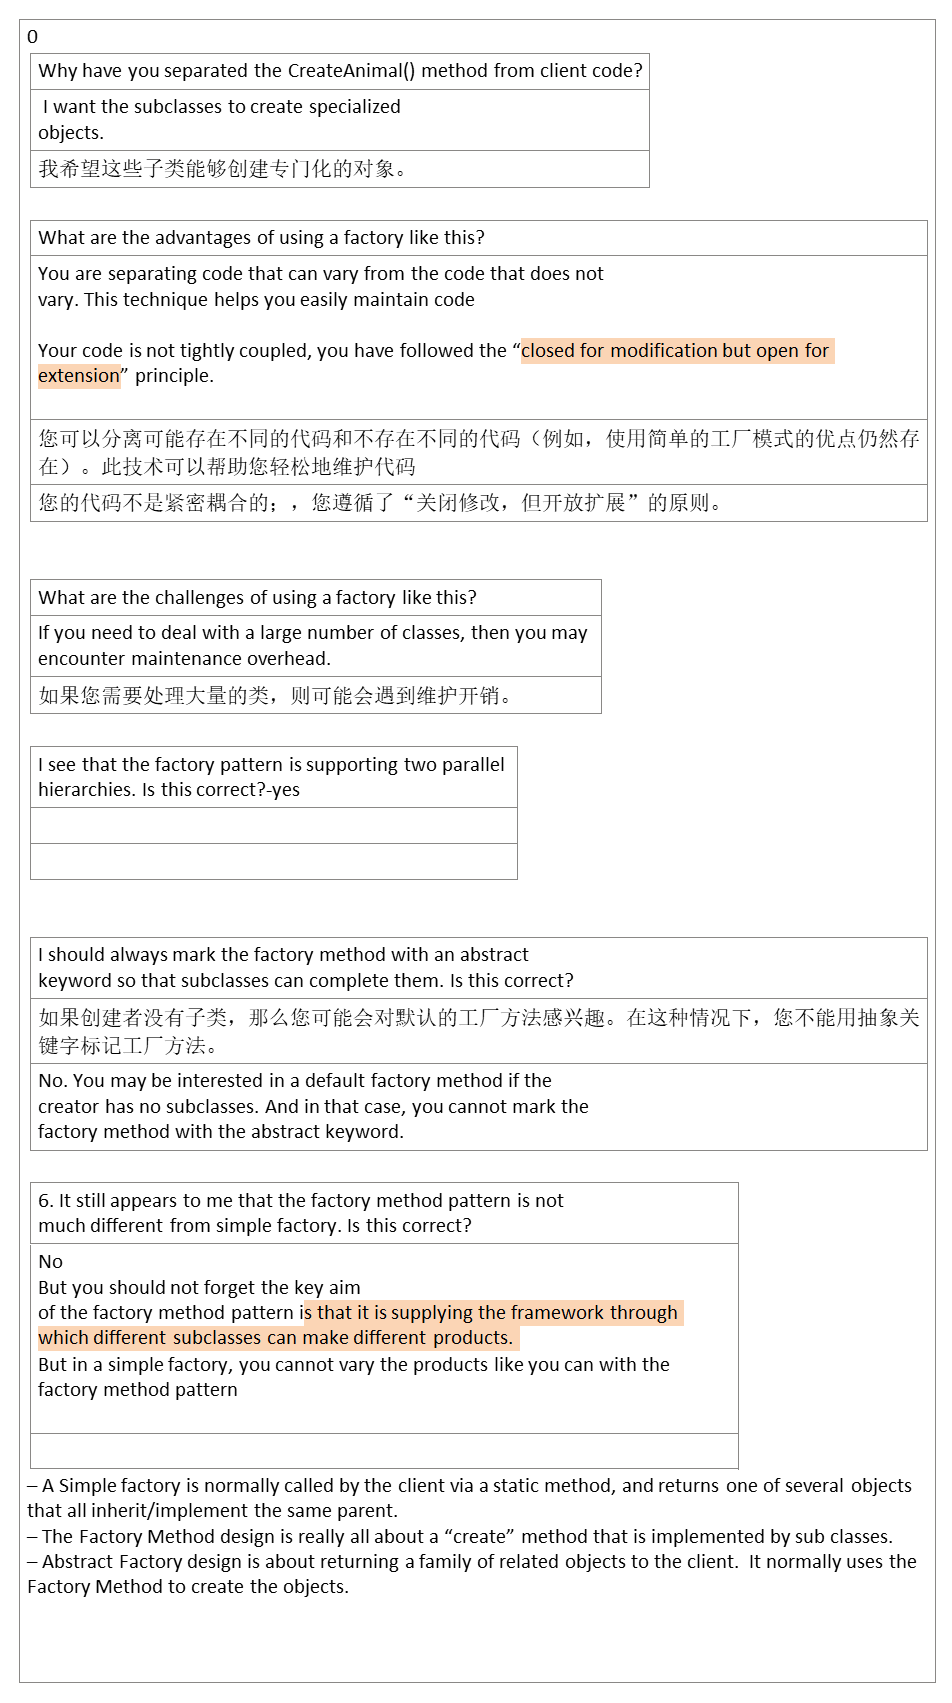 0
Why have you separated the CreateAnimal() method from client code?
I want the subclasses to create specialized
objects.
我希望这些子类能够创建专门化的对象。
What are the advantages of using a factory like this?
You are separating code that can vary from the code that does not
vary. This technique helps you easily maintain code
Your code is not tightly coupled, you have followed the “closed for modification but open for
extension” principle.
您可以分离可能存在不同的代码和不存在不同的代码（例如，使用简单的工厂模式的优点仍然存
在）。此技术可以帮助您轻松地维护代码
您的代码不是紧密耦合的；，您遵循了“关闭修改，但开放扩展”的原则。
What are the challenges of using a factory like this?
If you need to deal with a large number of classes, then you may
encounter maintenance overhead.
如果您需要处理大量的类，则可能会遇到维护开销。
I see that the factory pattern is supporting two parallel
hierarchies. Is this correct?-yes
I should always mark the factory method with an abstract
keyword so that subclasses can complete them. Is this correct?
如果创建者没有子类，那么您可能会对默认的工厂方法感兴趣。在这种情况下，您不能用抽象关
键字标记工厂方法。
No. You may be interested in a default factory method if the
creator has no subclasses. And in that case, you cannot mark the
factory method with the abstract keyword.
6. It still appears to me that the factory method pattern is not
much different from simple factory. Is this correct?
No
But you should not forget the key aim
of the factory method pattern is that it is supplying the framework through
which different subclasses can make different products.
But in a simple factory, you cannot vary the products like you can with the
factory method pattern
– A Simple factory is normally called by the client via a static method, and returns one of several objects
that all inherit/implement the same parent.
– The Factory Method design is really all about a “create” method that is implemented by sub classes.
– Abstract Factory design is about returning a family of related objects to the client.  It normally uses the
Factory Method to create the objects.